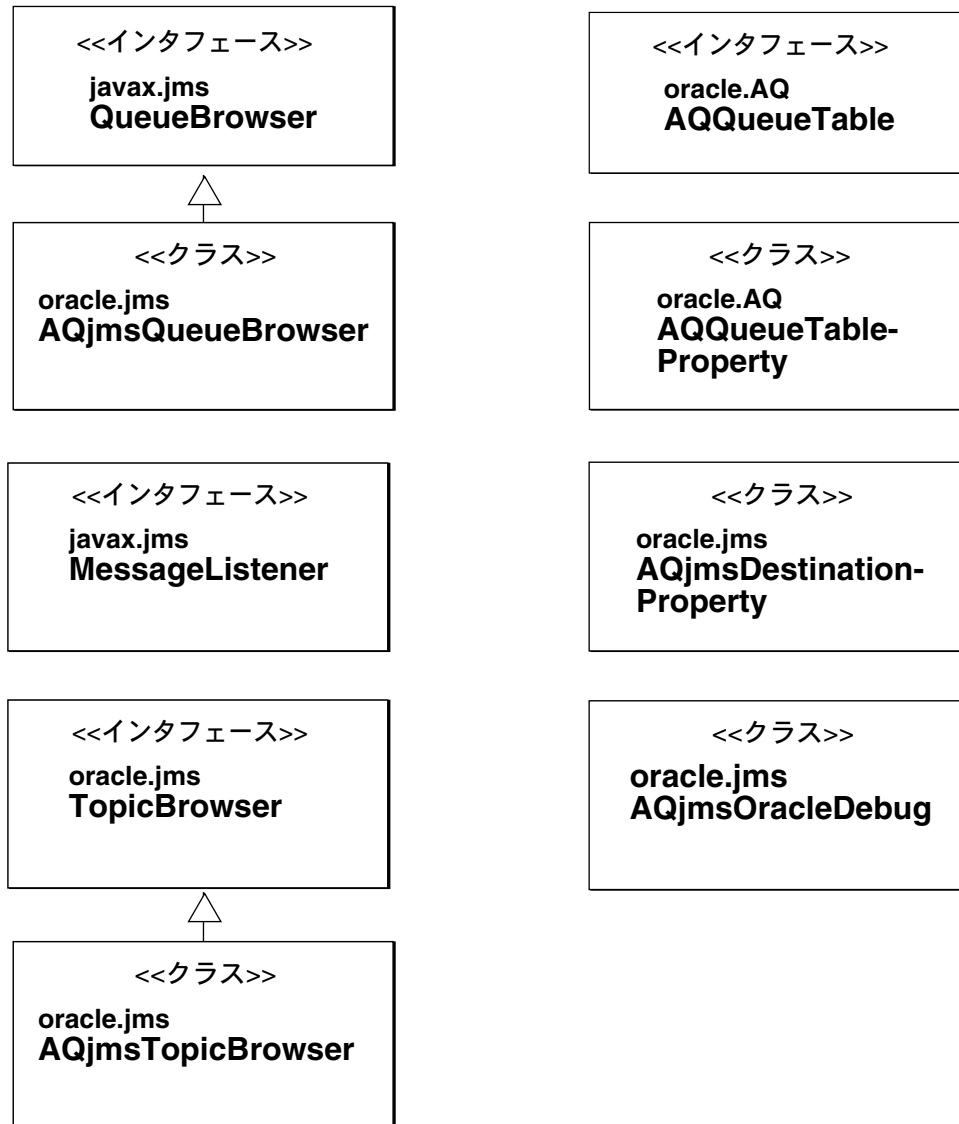 <<インタフェース>>
javax.jms
QueueBrowser
<<クラス>>
oracle.jms
AQjmsQueueBrowser
<<インタフェース>>
javax.jms
MessageListener
<<インタフェース>>
oracle.jms
TopicBrowser
<<クラス>>
oracle.jms
AQjmsTopicBrowser
<<インタフェース>>
oracle.AQ
AQQueueTable
<<クラス>>
oracle.AQ
AQQueueTable-
Property
<<クラス>>
oracle.jms
AQjmsDestination-
Property
<<クラス>>
oracle.jms
AQjmsOracleDebug